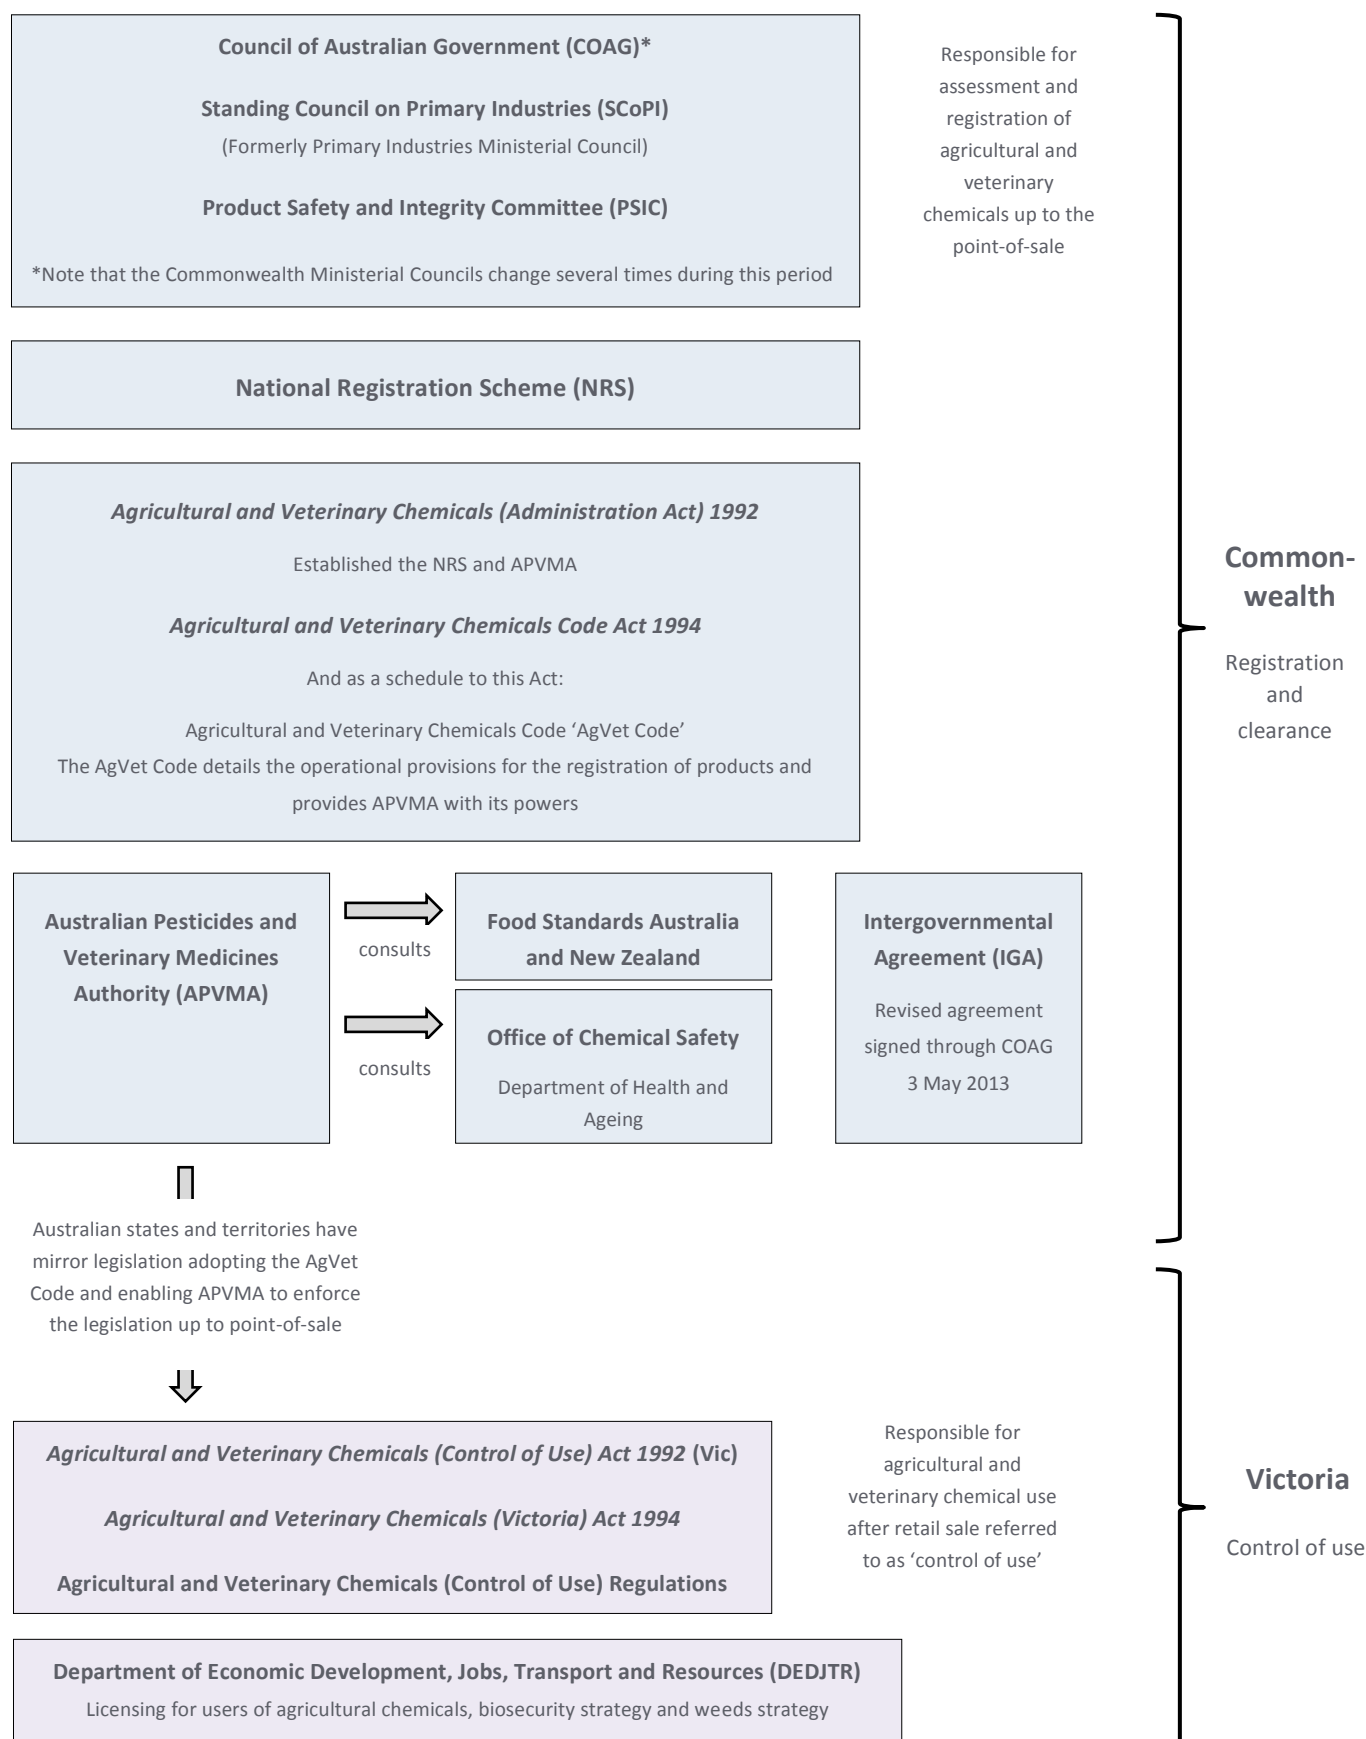 Council of Australian Government (COAG)*
Standing Council on Primary Industries (SCoPI)
(Formerly Primary Industries Ministerial Council)
Product Safety and Integrity Committee (PSIC)
*Note that the Commonwealth Ministerial Councils change several times during this period
Responsible for
assessment and
registration of
agricultural and
veterinary
chemicals up to the
point-of-sale
National Registration Scheme (NRS)
Agricultural and Veterinary Chemicals (Administration Act) 1992
Established the NRS and APVMA
Agricultural and Veterinary Chemicals Code Act 1994
And as a schedule to this Act:
Agricultural and Veterinary Chemicals Code ‘AgVet Code’
The AgVet Code details the operational provisions for the registration of products and
provides APVMA with its powers
Common-
wealth
Registration
and
clearance
Australian Pesticides and
Veterinary Medicines
Authority (APVMA)
consults
consults
Food Standards Australia
and New Zealand
Office of Chemical Safety
Department of Health and
Ageing
Intergovernmental
Agreement (IGA)
Revised agreement
signed through COAG
3 May 2013
Australian states and territories have
mirror legislation adopting the AgVet
Code and enabling APVMA to enforce
the legislation up to point-of-sale
Agricultural and Veterinary Chemicals (Control of Use) Act 1992 (Vic)
Agricultural and Veterinary Chemicals (Victoria) Act 1994
Agricultural and Veterinary Chemicals (Control of Use) Regulations
Responsible for
agricultural and
veterinary chemical use
after retail sale referred
to as ‘control of use’
Victoria
Control of use
Department of Economic Development, Jobs, Transport and Resources (DEDJTR)
Licensing for users of agricultural chemicals, biosecurity strategy and weeds strategy